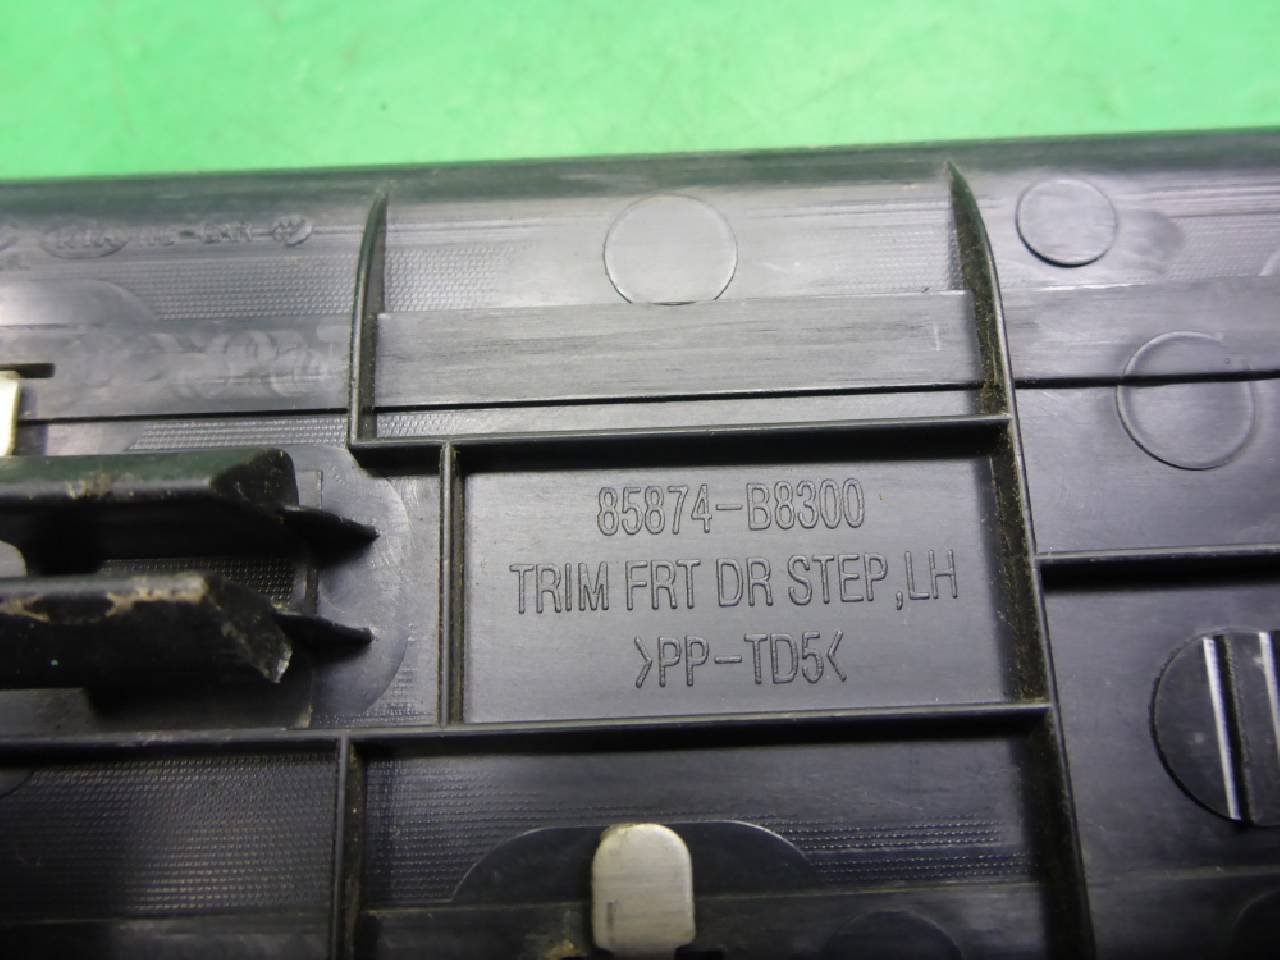 85874-B8300
TRIM FRT DR STEP,LH
>PP-TD5<